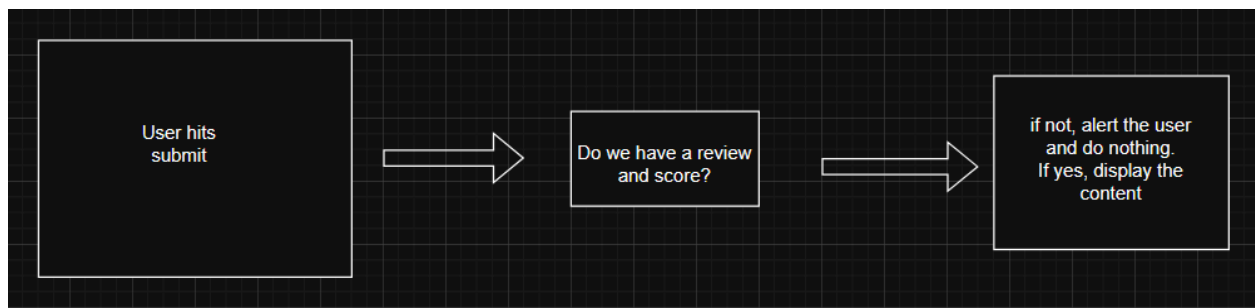 User hits
submit
Do we have a review
and score?
if not, alert the user
and do nothing.
If yes, display the
content